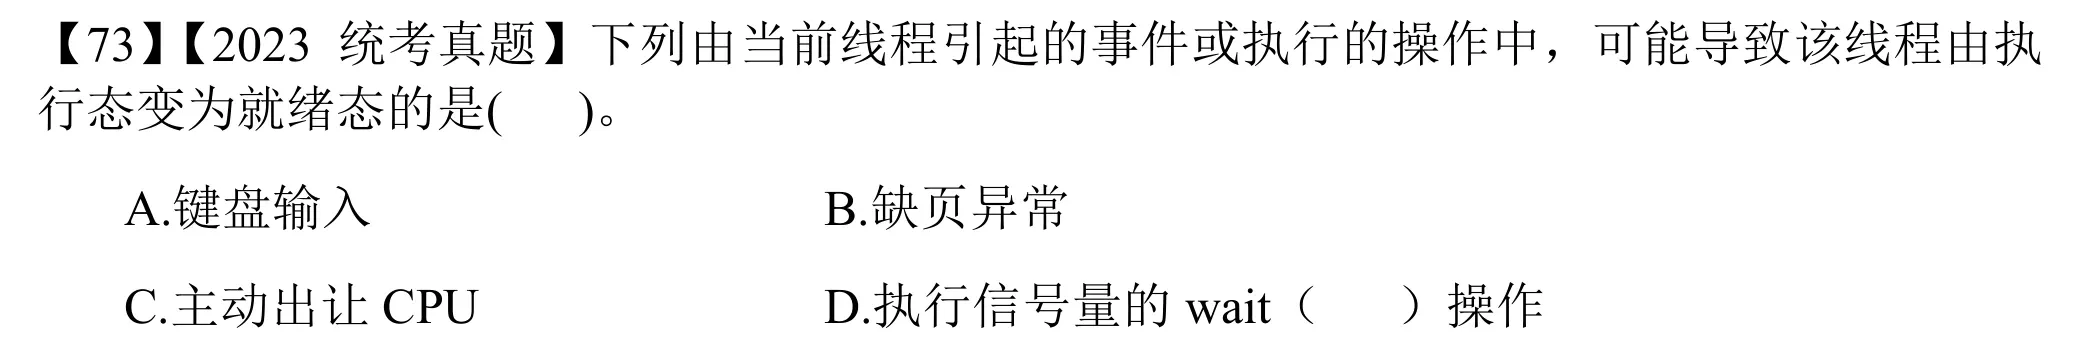 【73】【2023 统考真题】下列由当前线程引起的事件或执行的操作中，可能导致该线程由执
行态变为就绪态的是( )。
A.键盘输入 B.缺页异常
C.主动出让 CPU D.执行信号量的 wait（ ）操作